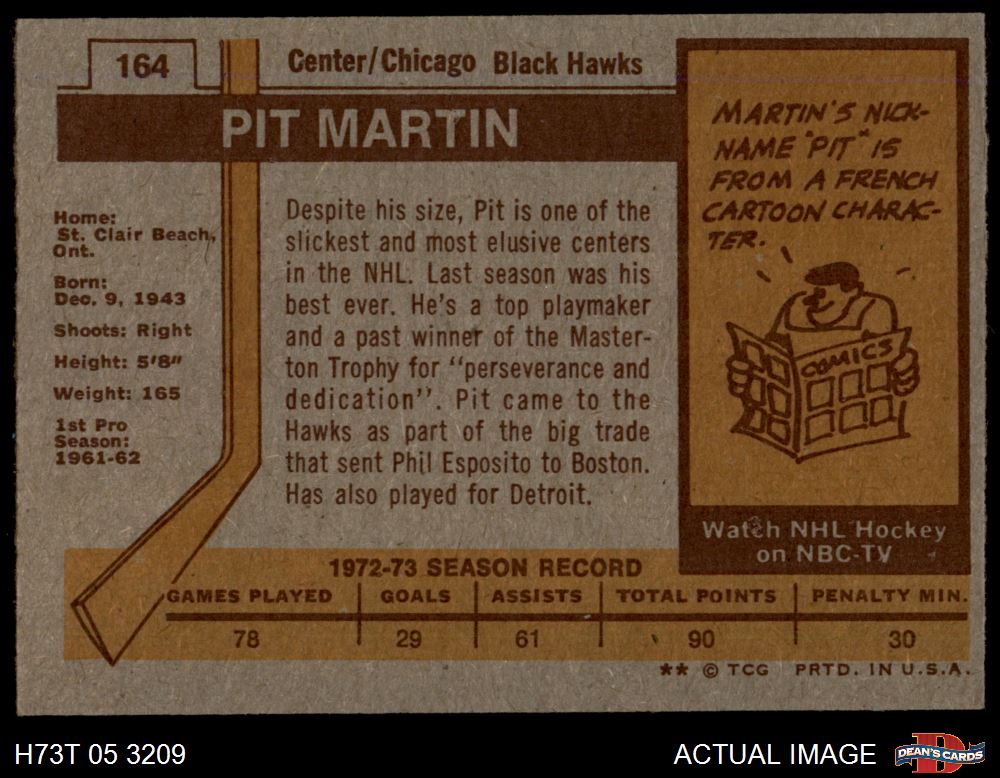 164
Center/Chicago Black Hawks
PIT MARTIN
Home:
St. Clair Beach,
Ont.
Born:
Dec. 9, 1943
Shoots: Right
Height: 5'8"
Weight: 165
1st Pro
Season:
1961-62
Despite his size, Pit is one of the
slickest and most elusive centers
in the NHL. Last season was his
best ever. He's a top playmaker
and a past winner of the Master-
ton Trophy for "perseverance and
dedication". Pit came to the
Hawks as part of the big trade
that sent Phil Esposito to Boston.
Has also played for Detroit.
MARTIN'S NICK-
NAME "PIT" IS
FROM A FRENCH
CARTOON CHARAC-
TER.
COMICS
Watch NHL Hockey
on NBC-TV
1972-73 SEASON RECORD
GAMES PLAYED GOALS ASSISTS TOTAL POINTS PENALTY MIN.
78 29 61 90 30
** © TCG PRTD. IN U.S.A.
H73T 05 3209
ACTUAL IMAGE
D
DEAN'S CARDS